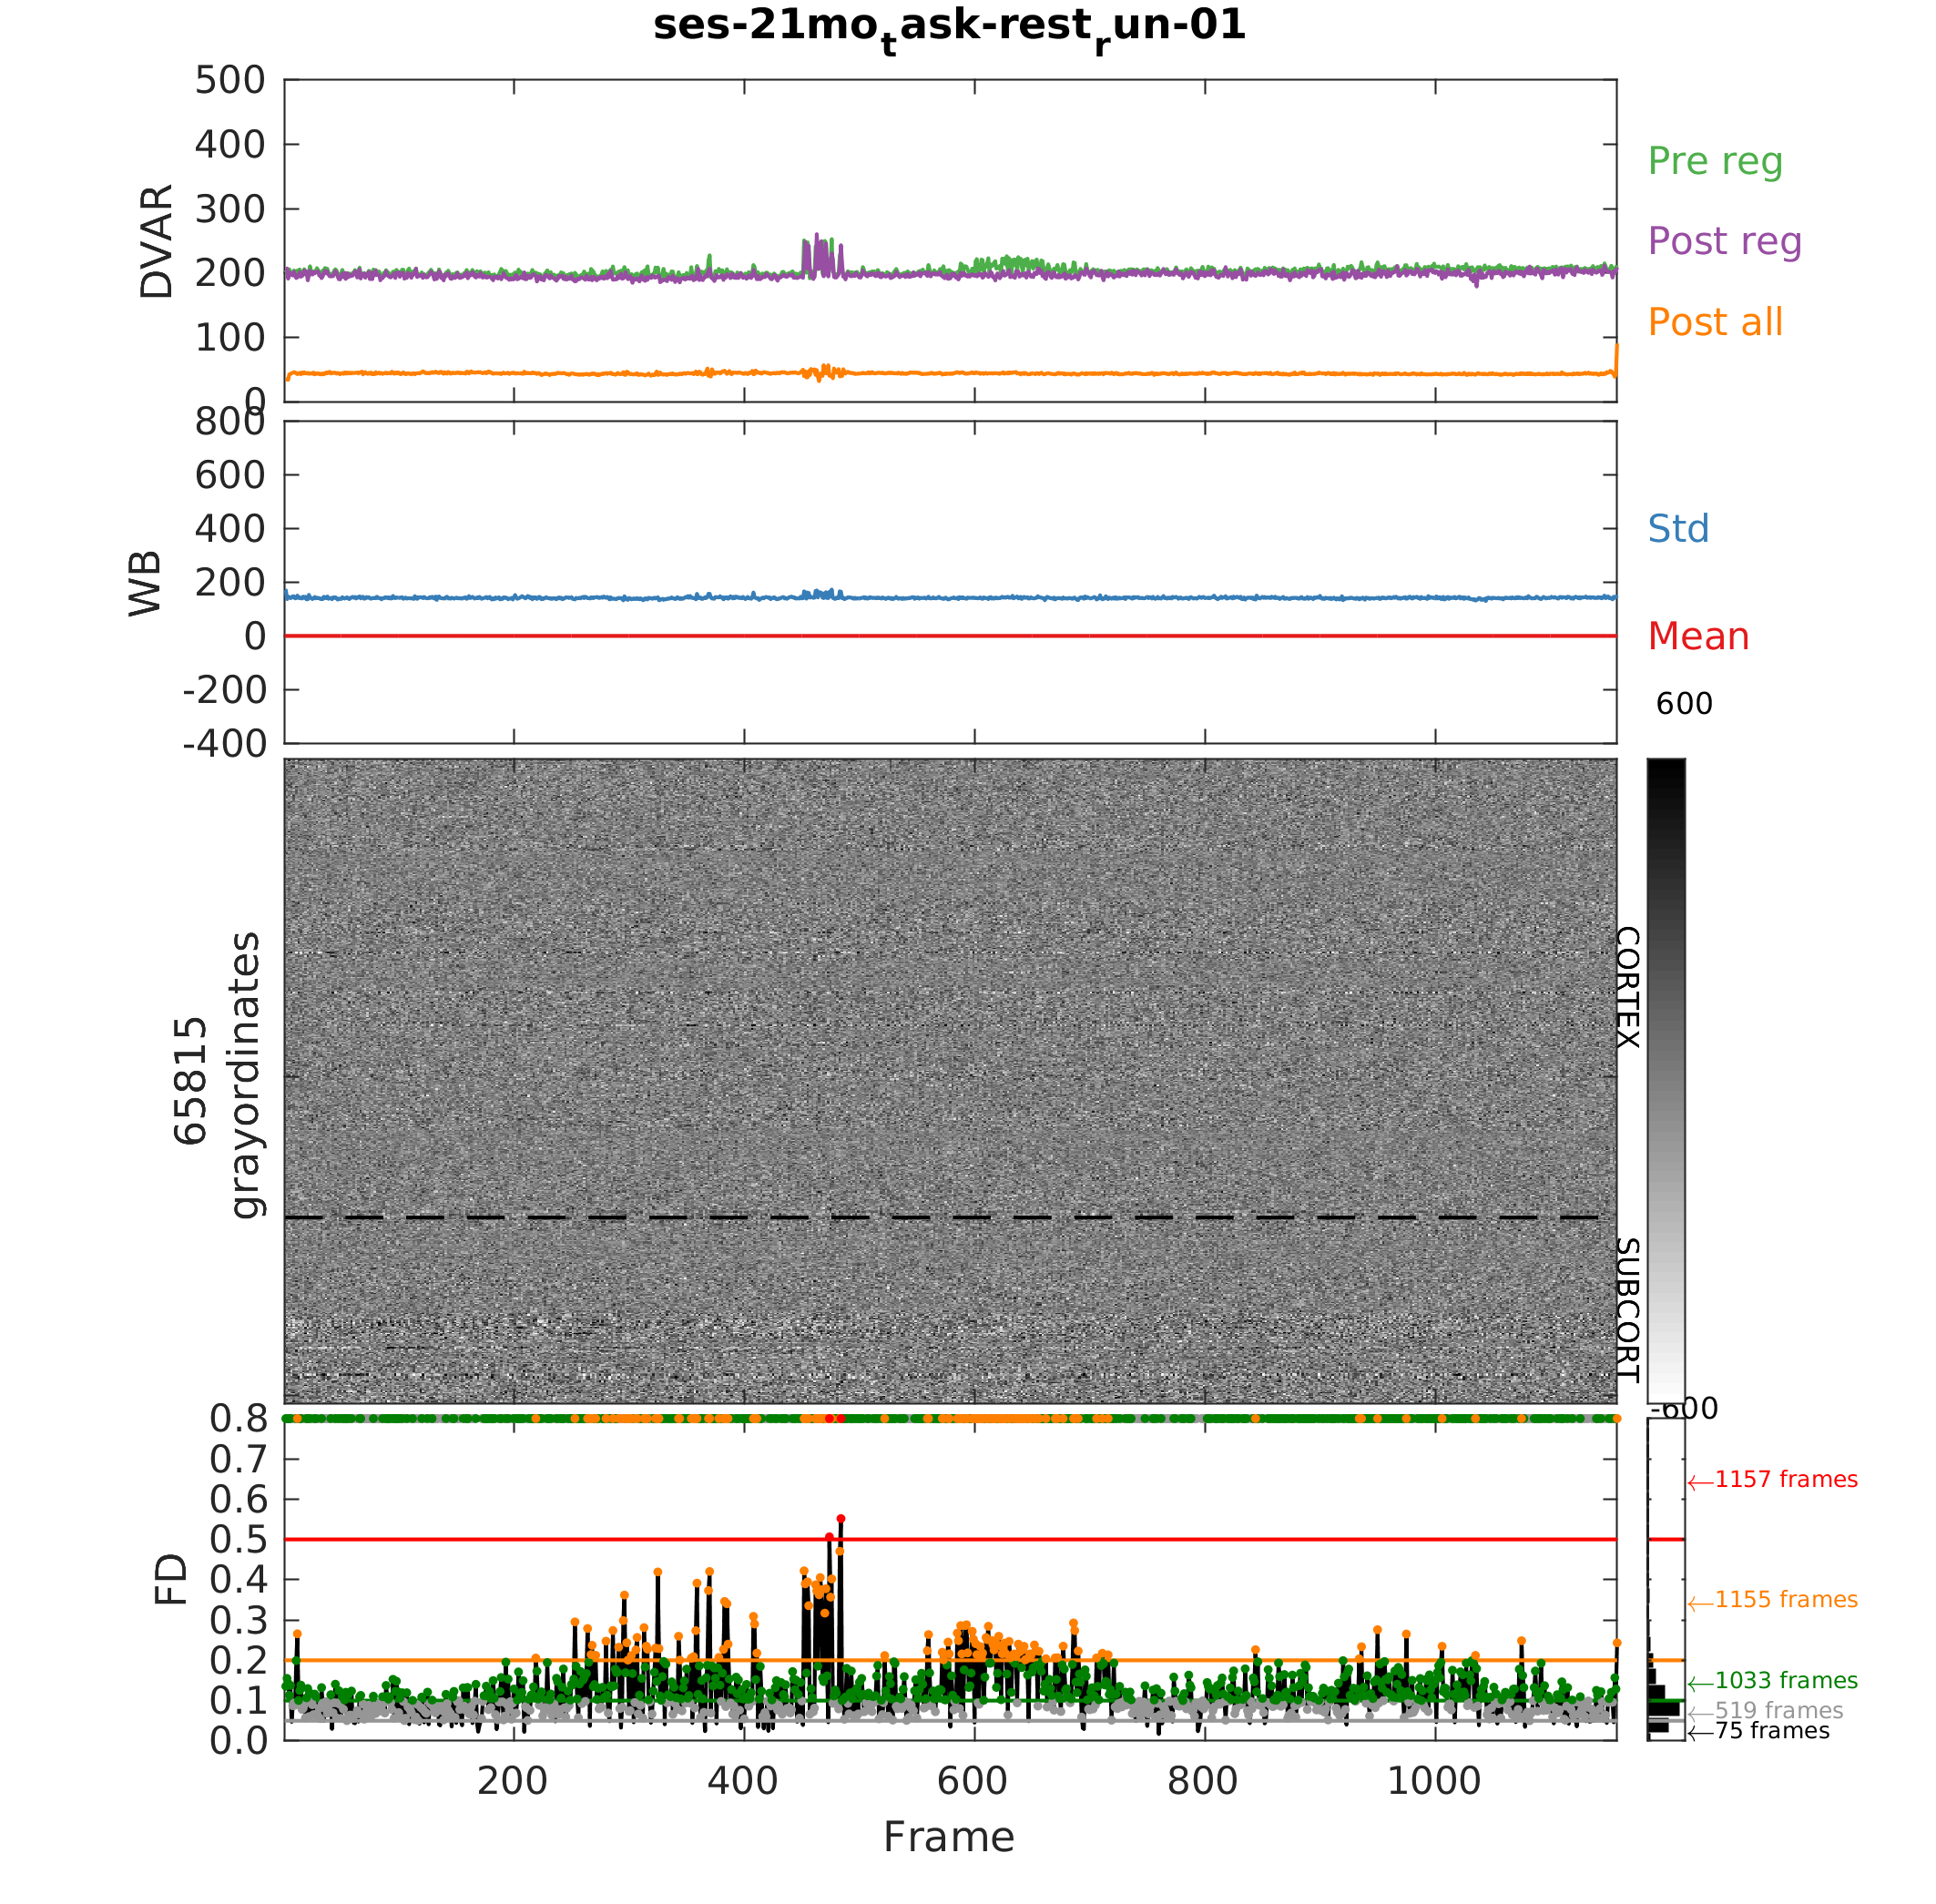 ses-21mo_task-rest_run-01
500
400
300
200
100
0
DVAR
Pre reg
Post reg
Post all
800
600
400
200
0
-200
-400
WB
Std
Mean
600
65815
grayordinates
CORTEX
SUBCORT
-600
0.8
0.7
0.6
0.5
0.4
0.3
0.2
0.1
0.0
FD
←1157 frames
←1155 frames
←1033 frames
←519 frames
←75 frames
200 400 600 800 1000
Frame